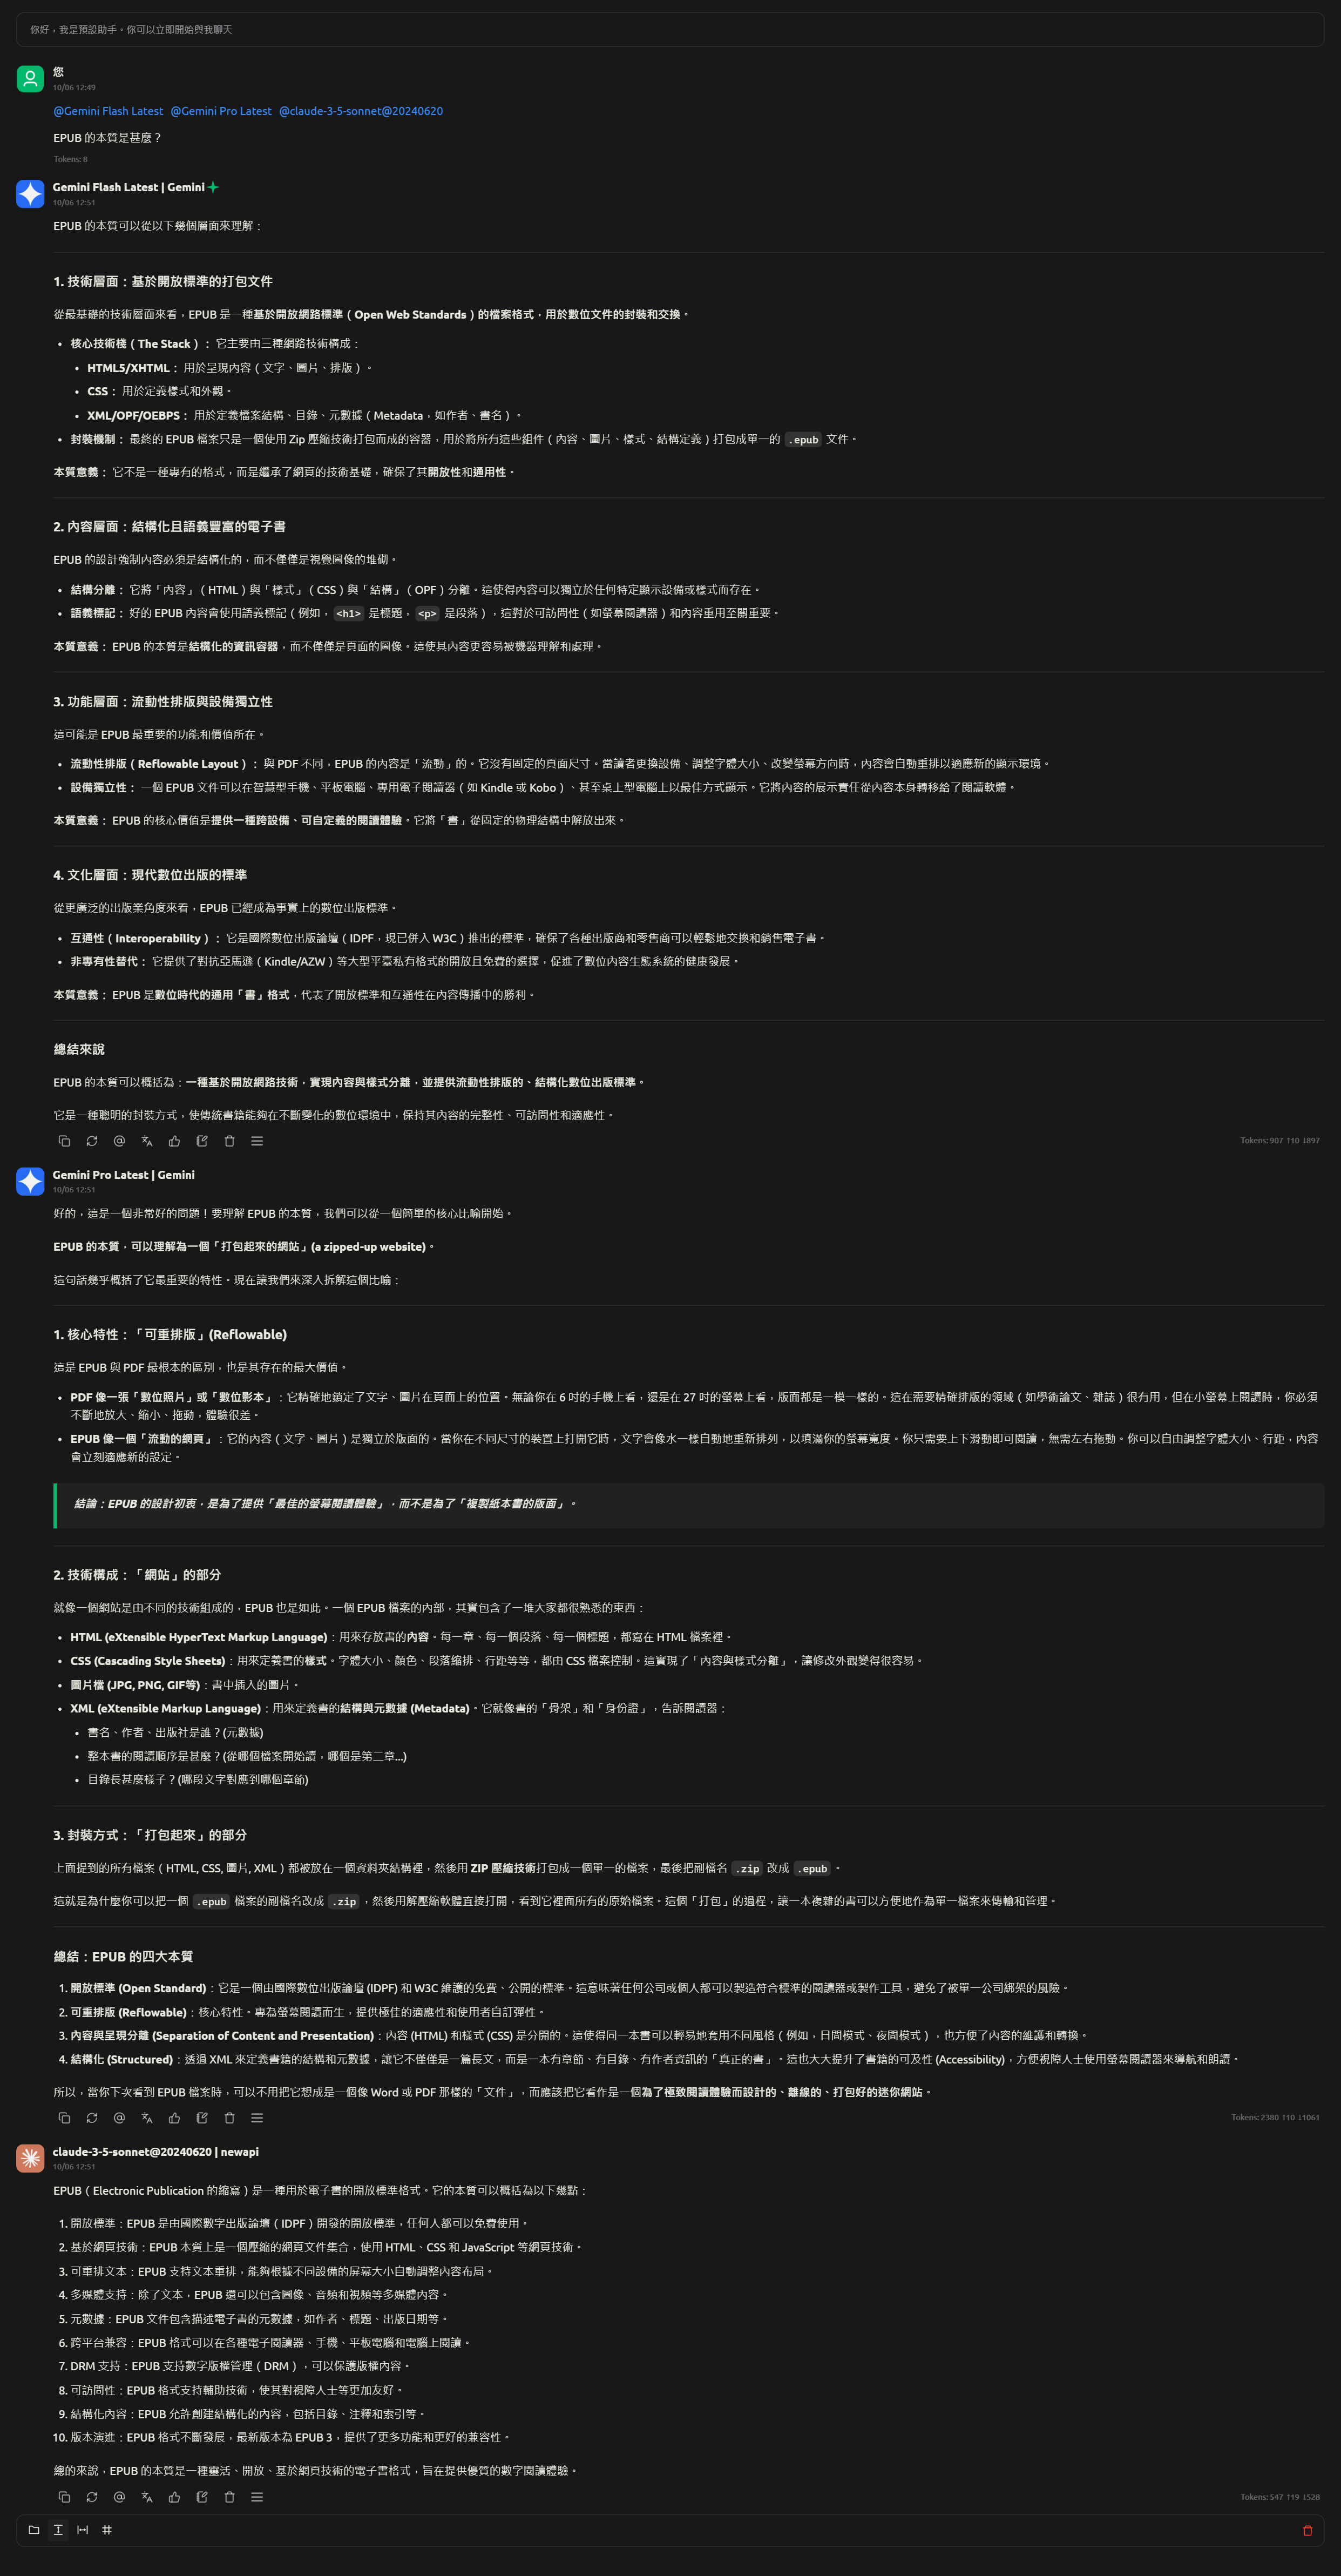 你好，我是預設助手。你可以立即開始與我聊天
您
10/06 12:49
@Gemini Flash Latest @Gemini Pro Latest @claude-3-5-sonnet@20240620
EPUB 的本質是甚麼？
Tokens: 8
Gemini Flash Latest | Gemini
10/06 12:51
EPUB 的本質可以從以下幾個層面來理解：
1. 技術層面：基於開放標準的打包文件
從最基礎的技術層面來看，EPUB 是一種基於開放網路標準（Open Web Standards）的檔案格式，用於數位文件的封裝和交換。
• 核心技術棧（The Stack）： 它主要由三種網路技術構成：
• HTML5/XHTML： 用於呈現內容（文字、圖片、排版）。
• CSS： 用於定義樣式和外觀。
• XML/OPF/OEBPS： 用於定義檔案結構、目錄、元數據（Metadata，如作者、書名）。
• 封裝機制： 最終的 EPUB 檔案只是一個使用 Zip 壓縮技術打包而成的容器，用於將所有這些組件（內容、圖片、樣式、結構定義）打包成單一的 .epub 文件。
本質意義： 它不是一種專有的格式，而是繼承了網頁的技術基礎，確保了其開放性和通用性。
2. 內容層面：結構化且語義豐富的電子書
EPUB 的設計強制內容必須是結構化的，而不僅僅是視覺圖像的堆砌。
• 結構分離： 它將「內容」（HTML）與「樣式」（CSS）與「結構」（OPF）分離。這使得內容可以獨立於任何特定顯示設備或樣式而存在。
• 語義標記： 好的 EPUB 內容會使用語義標記（例如，<h1> 是標題，<p> 是段落），這對於可訪問性（如螢幕閱讀器）和內容重用至關重要。
本質意義： EPUB 的本質是結構化的資訊容器，而不僅僅是頁面的圖像。這使其內容更容易被機器理解和處理。
3. 功能層面：流動性排版與設備獨立性
這可能是 EPUB 最重要的功能和價值所在。
• 流動性排版（Reflowable Layout）： 與 PDF 不同，EPUB 的內容是「流動」的。它沒有固定的頁面尺寸。當讀者更換設備、調整字體大小、改變螢幕方向時，內容會自動重排以適應新的顯示環境。
• 設備獨立性： 一個 EPUB 文件可以在智慧型手機、平板電腦、專用電子閱讀器（如 Kindle 或 Kobo）、甚至桌上型電腦上以最佳方式顯示。它將內容的展示責任從內容本身轉移給了閱讀軟體。
本質意義： EPUB 的核心價值是提供一種跨設備、可自定義的閱讀體驗。它將「書」從固定的物理結構中解放出來。
4. 文化層面：現代數位出版的標準
從更廣泛的出版業角度來看，EPUB 已經成為事實上的數位出版標準。
• 互通性（Interoperability）： 它是國際數位出版論壇（IDPF，現已併入 W3C）推出的標準，確保了各種出版商和零售商可以輕鬆地交換和銷售電子書。
• 非專有性替代： 它提供了對抗亞馬遜（Kindle/AZW）等大型平臺私有格式的開放且免費的選擇，促進了數位內容生態系統的健康發展。
本質意義： EPUB 是數位時代的通用「書」格式，代表了開放標準和互通性在內容傳播中的勝利。
總結來說
EPUB 的本質可以概括為：一種基於開放網路技術，實現內容與樣式分離，並提供流動性排版的、結構化數位出版標準。
它是一種聰明的封裝方式，使傳統書籍能夠在不斷變化的數位環境中，保持其內容的完整性、可訪問性和適應性。
Tokens: 907 ↑10 ↓897
Gemini Pro Latest | Gemini
10/06 12:51
好的，這是一個非常好的問題！要理解 EPUB 的本質，我們可以從一個簡單的核心比喻開始。
EPUB 的本質，可以理解為一個「打包起來的網站」(a zipped-up website)。
這句話幾乎概括了它最重要的特性。現在讓我們來深入拆解這個比喻：
1. 核心特性：「可重排版」(Reflowable)
這是 EPUB 與 PDF 最根本的區別，也是其存在的最大價值。
• PDF 像一張「數位照片」或「數位影本」：它精確地鎖定了文字、圖片在頁面上的位置。無論你在 6 吋的手機上看，還是在 27 吋的螢幕上看，版面都是一模一樣的。這在需要精確排版的領域（如學術論文、雜誌）很有用，但在小螢幕上閱讀時，你必須
不斷地放大、縮小、拖動，體驗很差。
• EPUB 像一個「流動的網頁」：它的內容（文字、圖片）是獨立於版面的。當你在不同尺寸的裝置上打開它時，文字會像水一樣自動地重新排列，以填滿你的螢幕寬度。你只需要上下滑動即可閱讀，無需左右拖動。你可以自由調整字體大小、行距，內容
會立刻適應新的設定。
結論：EPUB 的設計初衷，是為了提供「最佳的螢幕閱讀體驗」，而不是為了「複製紙本書的版面」。
2. 技術構成：「網站」的部分
就像一個網站是由不同的技術組成的，EPUB 也是如此。一個 EPUB 檔案的內部，其實包含了一堆大家都很熟悉的東西：
• HTML (eXtensible HyperText Markup Language)：用來存放書的內容。每一章、每一個段落、每一個標題，都寫在 HTML 檔案裡。
• CSS (Cascading Style Sheets)：用來定義書的樣式。字體大小、顏色、段落縮排、行距等等，都由 CSS 檔案控制。這實現了「內容與樣式分離」，讓修改外觀變得很容易。
• 圖片檔 (JPG, PNG, GIF等)：書中插入的圖片。
• XML (eXtensible Markup Language)：用來定義書的結構與元數據 (Metadata)。它就像書的「骨架」和「身份證」，告訴閱讀器：
• 書名、作者、出版社是誰？(元數據)
• 整本書的閱讀順序是甚麼？(從哪個檔案開始讀，哪個是第二章...)
• 目錄長甚麼樣子？(哪段文字對應到哪個章節)
3. 封裝方式：「打包起來」的部分
上面提到的所有檔案（HTML, CSS, 圖片, XML）都被放在一個資料夾結構裡，然後用 ZIP 壓縮技術打包成一個單一的檔案，最後把副檔名 .zip 改成 .epub 。
這就是為什麼你可以把一個 .epub 檔案的副檔名改成 .zip ，然後用解壓縮軟體直接打開，看到它裡面所有的原始檔案。這個「打包」的過程，讓一本複雜的書可以方便地作為單一檔案來傳輸和管理。
總結：EPUB 的四大本質
1. 開放標準 (Open Standard)：它是一個由國際數位出版論壇 (IDPF) 和 W3C 維護的免費、公開的標準。這意味著任何公司或個人都可以製造符合標準的閱讀器或製作工具，避免了被單一公司綁架的風險。
2. 可重排版 (Reflowable)：核心特性。專為螢幕閱讀而生，提供極佳的適應性和使用者自訂彈性。
3. 內容與呈現分離 (Separation of Content and Presentation)：內容 (HTML) 和樣式 (CSS) 是分開的。這使得同一本書可以輕易地套用不同風格（例如，日間模式、夜間模式），也方便了內容的維護和轉換。
4. 結構化 (Structured)：透過 XML 來定義書籍的結構和元數據，讓它不僅僅是一篇長文，而是一本有章節、有目錄、有作者資訊的「真正的書」。這也大大提升了書籍的可及性 (Accessibility)，方便視障人士使用螢幕閱讀器來導航和朗讀。
所以，當你下次看到 EPUB 檔案時，可以不用把它想成是一個像 Word 或 PDF 那樣的「文件」，而應該把它看作是一個為了極致閱讀體驗而設計的、離線的、打包好的迷你網站。
Tokens: 2380 ↑10 ↓1061
claude-3-5-sonnet@20240620 | newapi
10/06 12:51
EPUB（Electronic Publication 的縮寫）是一種用於電子書的開放標準格式。它的本質可以概括為以下幾點：
1. 開放標準：EPUB 是由國際數字出版論壇（IDPF）開發的開放標準，任何人都可以免費使用。
2. 基於網頁技術：EPUB 本質上是一個壓縮的網頁文件集合，使用 HTML、CSS 和 JavaScript 等網頁技術。
3. 可重排文本：EPUB 支持文本重排，能夠根據不同設備的屏幕大小自動調整內容布局。
4. 多媒體支持：除了文本，EPUB 還可以包含圖像、音頻和視頻等多媒體內容。
5. 元數據：EPUB 文件包含描述電子書的元數據，如作者、標題、出版日期等。
6. 跨平台兼容：EPUB 格式可以在各種電子閱讀器、手機、平板電腦和電腦上閱讀。
7. DRM 支持：EPUB 支持數字版權管理（DRM），可以保護版權內容。
8. 可訪問性：EPUB 格式支持輔助技術，使其對視障人士等更加友好。
9. 結構化內容：EPUB 允許創建結構化的內容，包括目錄、注釋和索引等。
10. 版本演進：EPUB 格式不斷發展，最新版本為 EPUB 3，提供了更多功能和更好的兼容性。
總的來說，EPUB 的本質是一種靈活、開放、基於網頁技術的電子書格式，旨在提供優質的數字閱讀體驗。
Tokens: 547 ↑19 ↓528